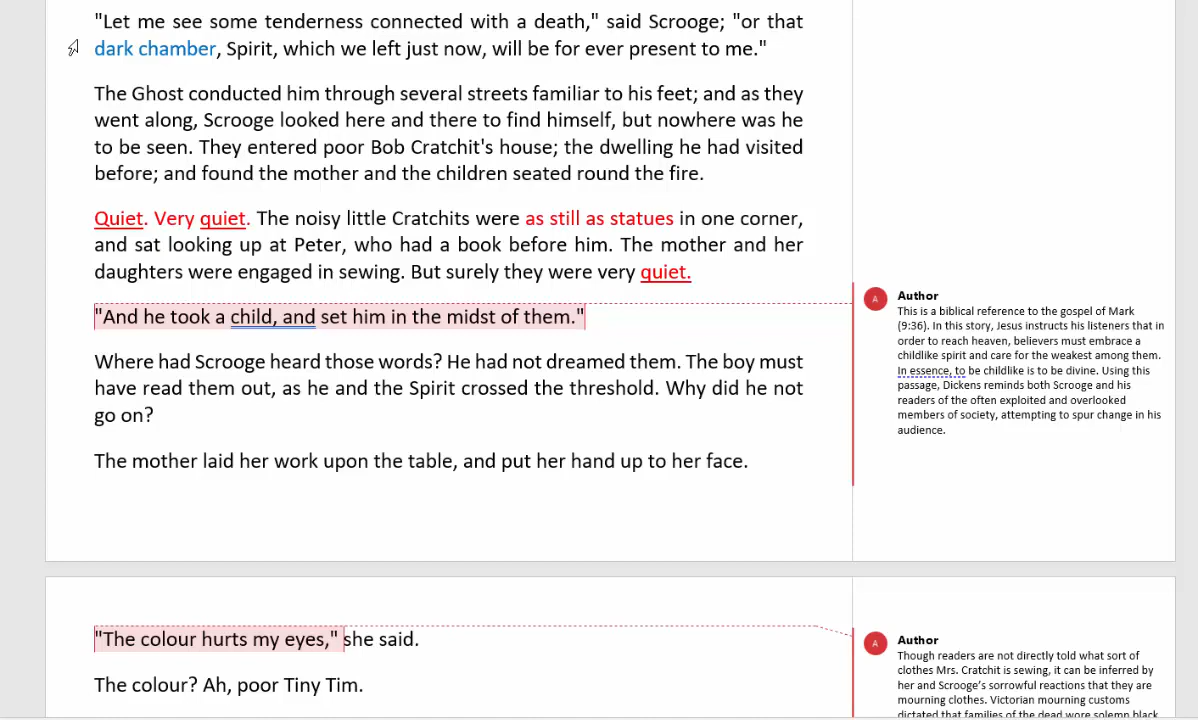 "Let me see some tenderness connected with a death," said Scrooge; "or that
dark chamber, Spirit, which we left just now, will be for ever present to me."
The Ghost conducted him through several streets familiar to his feet; and as they
went along, Scrooge looked here and there to find himself, but nowhere was he
to be seen. They entered poor Bob Cratchit's house; the dwelling he had visited
before; and found the mother and the children seated round the fire.
Quiet. Very quiet. The noisy little Cratchits were as still as statues in one corner,
and sat looking up at Peter, who had a book before him. The mother and her
daughters were engaged in sewing. But surely they were very quiet.
"And he took a child, and set him in the midst of them."
Where had Scrooge heard those words? He had not dreamed them. The boy must
have read them out, as he and the Spirit crossed the threshold. Why did he not
go on?
The mother laid her work upon the table, and put her hand up to her face.
A
Author
This is a biblical reference to the gospel of Mark
(9:36). In this story, Jesus instructs his listeners that in
order to reach heaven, believers must embrace a
childlike spirit and care for the weakest among them.
In essence, to be childlike is to be divine. Using this
passage, Dickens reminds both Scrooge and his
readers of the often exploited and overlooked
members of society, attempting to spur change in his
audience.
"The colour hurts my eyes," she said.
The colour? Ah, poor Tiny Tim.
A
Author
Though readers are not directly told what sort of
clothes Mrs. Cratchit is sewing, it can be inferred by
her and Scrooge's sorrowful reactions that they are
mourning clothes. Victorian mourning customs
dictated that families of the dead wore solemn black